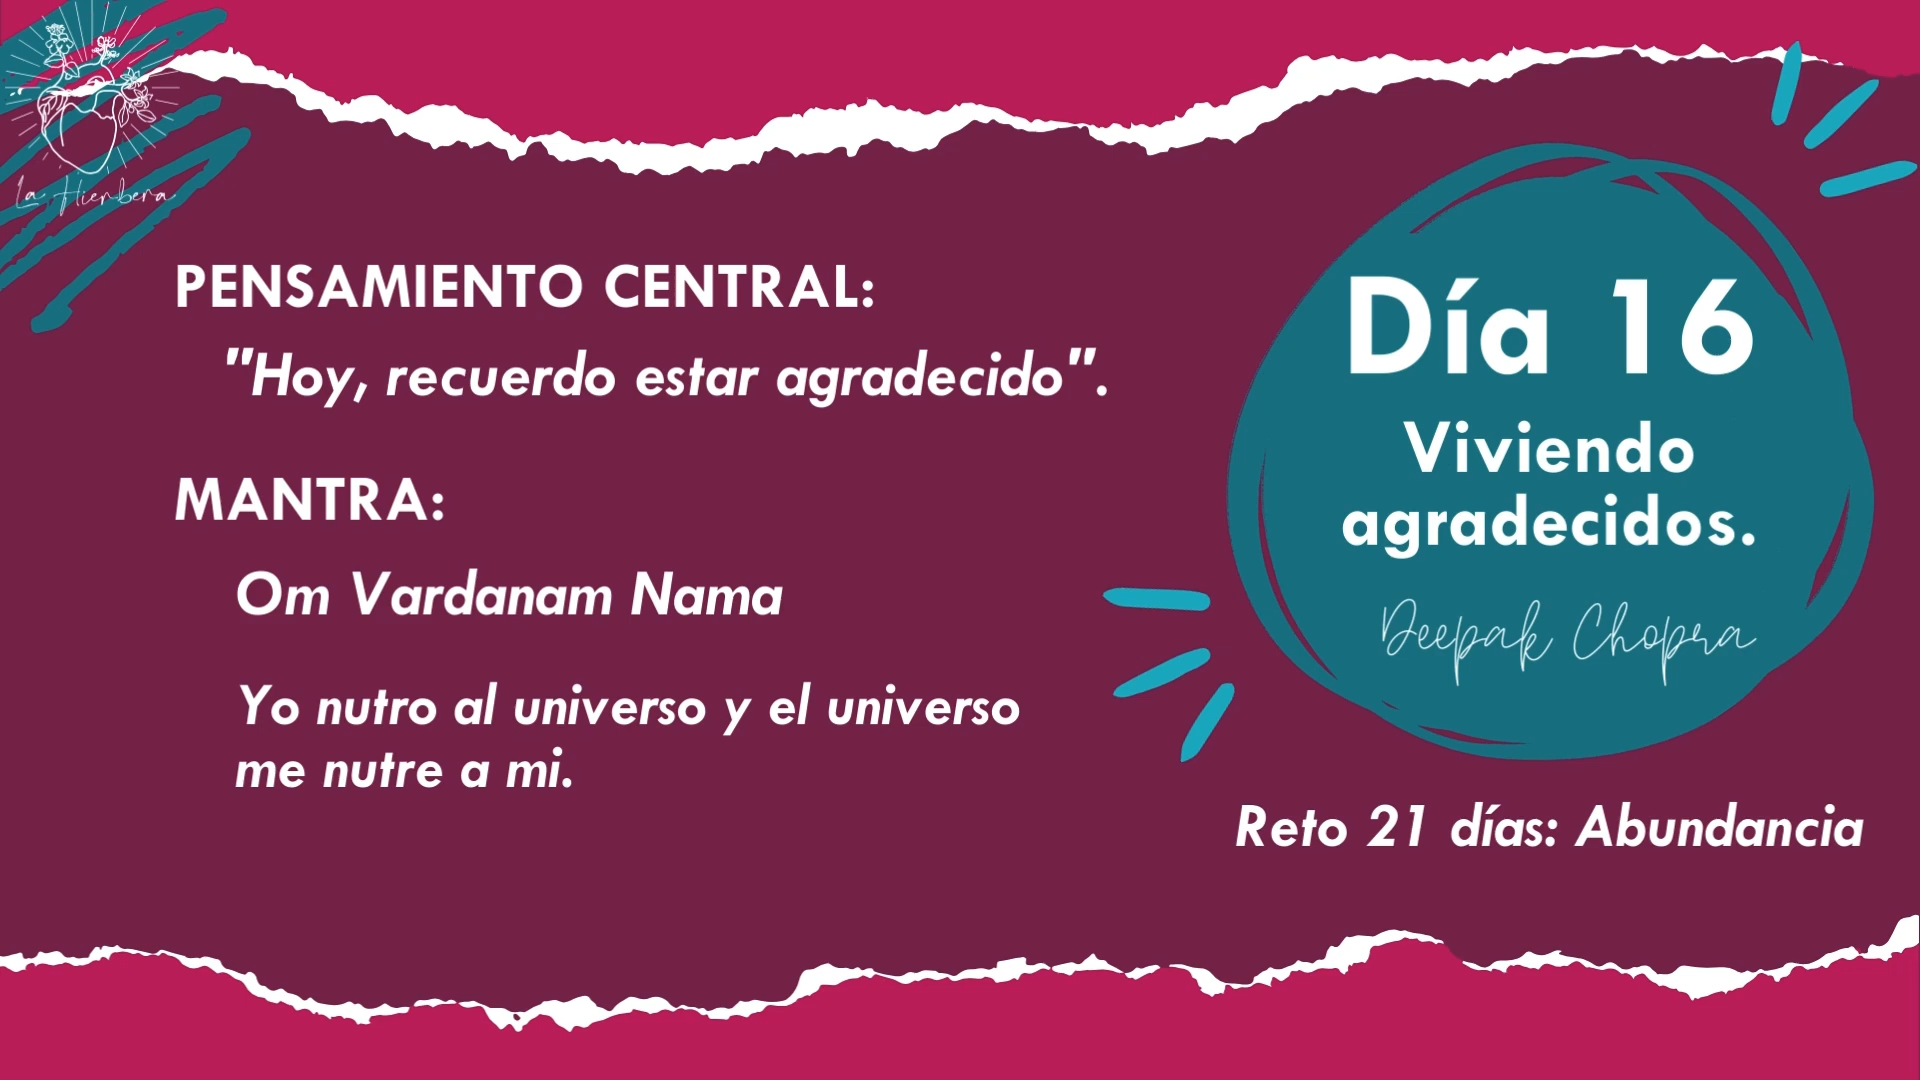 La Hierbera
PENSAMIENTO CENTRAL:
"Hoy, recuerdo estar agradecido".
MANTRA:
Om Vardanam Nama
Yo nutro al universo y el universo
me nutre a mi.
Día 16
Viviendo
agradecidos.
Deepak Chopra
Reto 21 días: Abundancia